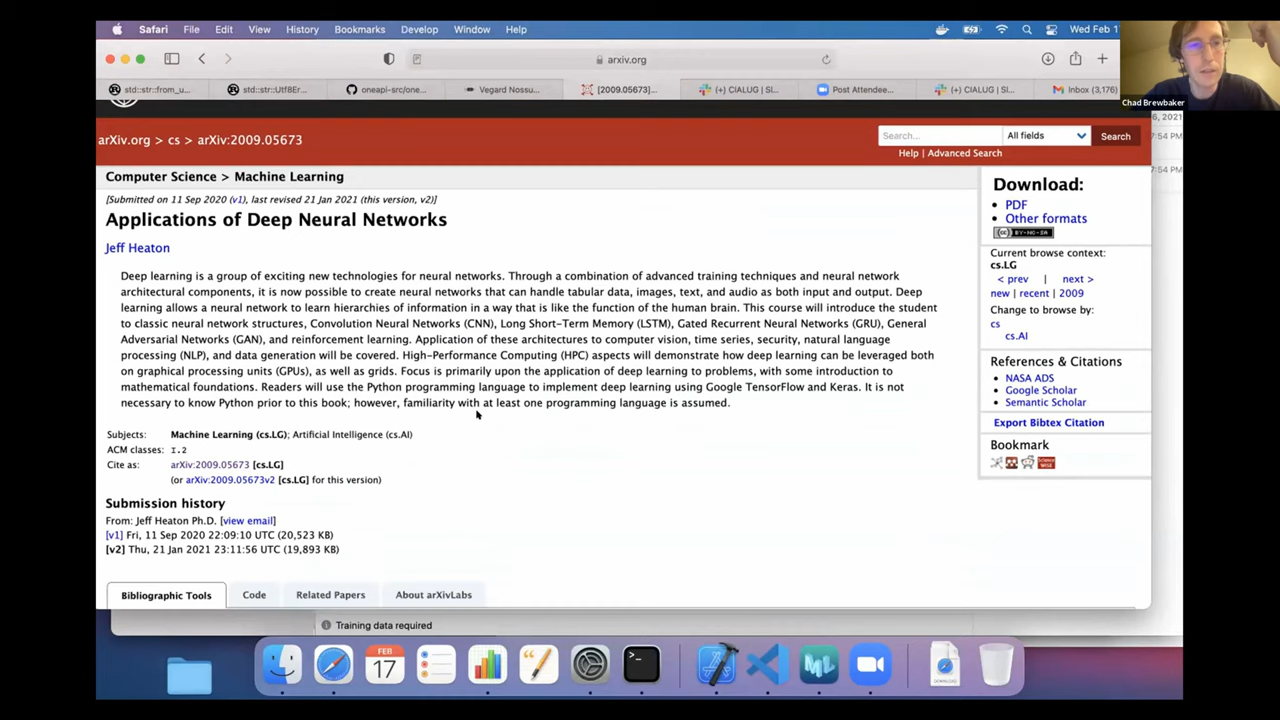 Safari File Edit View History Bookmarks Develop Window Help Wed Feb 1
arxiv.org
std::str::from_u... std::str::Utf8Er... oneapi-src/one... Vegard Nossu... [2009.05673]... (+) CIALUG | Sl... Post Attendee... (+) CIALUG | Sl... Inbox (3,176)
Chad Brewbaker
6, 2021
7:54 PM
7:54 PM
arXiv.org > cs > arXiv:2009.05673
Search... All fields Search
Help | Advanced Search
Computer Science > Machine Learning
[Submitted on 11 Sep 2020 (v1), last revised 21 Jan 2021 (this version, v2)]
Applications of Deep Neural Networks
Jeff Heaton
Deep learning is a group of exciting new technologies for neural networks. Through a combination of advanced training techniques and neural network
architectural components, it is now possible to create neural networks that can handle tabular data, images, text, and audio as both input and output. Deep
learning allows a neural network to learn hierarchies of information in a way that is like the function of the human brain. This course will introduce the student
to classic neural network structures, Convolution Neural Networks (CNN), Long Short-Term Memory (LSTM), Gated Recurrent Neural Networks (GRU), General
Adversarial Networks (GAN), and reinforcement learning. Application of these architectures to computer vision, time series, security, natural language
processing (NLP), and data generation will be covered. High-Performance Computing (HPC) aspects will demonstrate how deep learning can be leveraged both
on graphical processing units (GPUs), as well as grids. Focus is primarily upon the application of deep learning to problems, with some introduction to
mathematical foundations. Readers will use the Python programming language to implement deep learning using Google TensorFlow and Keras. It is not
necessary to know Python prior to this book; however, familiarity with at least one programming language is assumed.
Subjects: Machine Learning (cs.LG); Artificial Intelligence (cs.AI)
ACM classes: I.2
Cite as: arXiv:2009.05673 [cs.LG]
(or arXiv:2009.05673v2 [cs.LG] for this version)
Submission history
From: Jeff Heaton Ph.D. [view email]
[v1] Fri, 11 Sep 2020 22:09:10 UTC (20,523 KB)
[v2] Thu, 21 Jan 2021 23:11:56 UTC (19,893 KB)
Bibliographic Tools Code Related Papers About arXivLabs
Download:
PDF
Other formats
(cc) BY-NC-SA
Current browse context:
cs.LG
< prev | next >
new | recent | 2009
Change to browse by:
cs
cs.AI
References & Citations
NASA ADS
Google Scholar
Semantic Scholar
Export Bibtex Citation
Bookmark
Training data required
FEB
17
ML